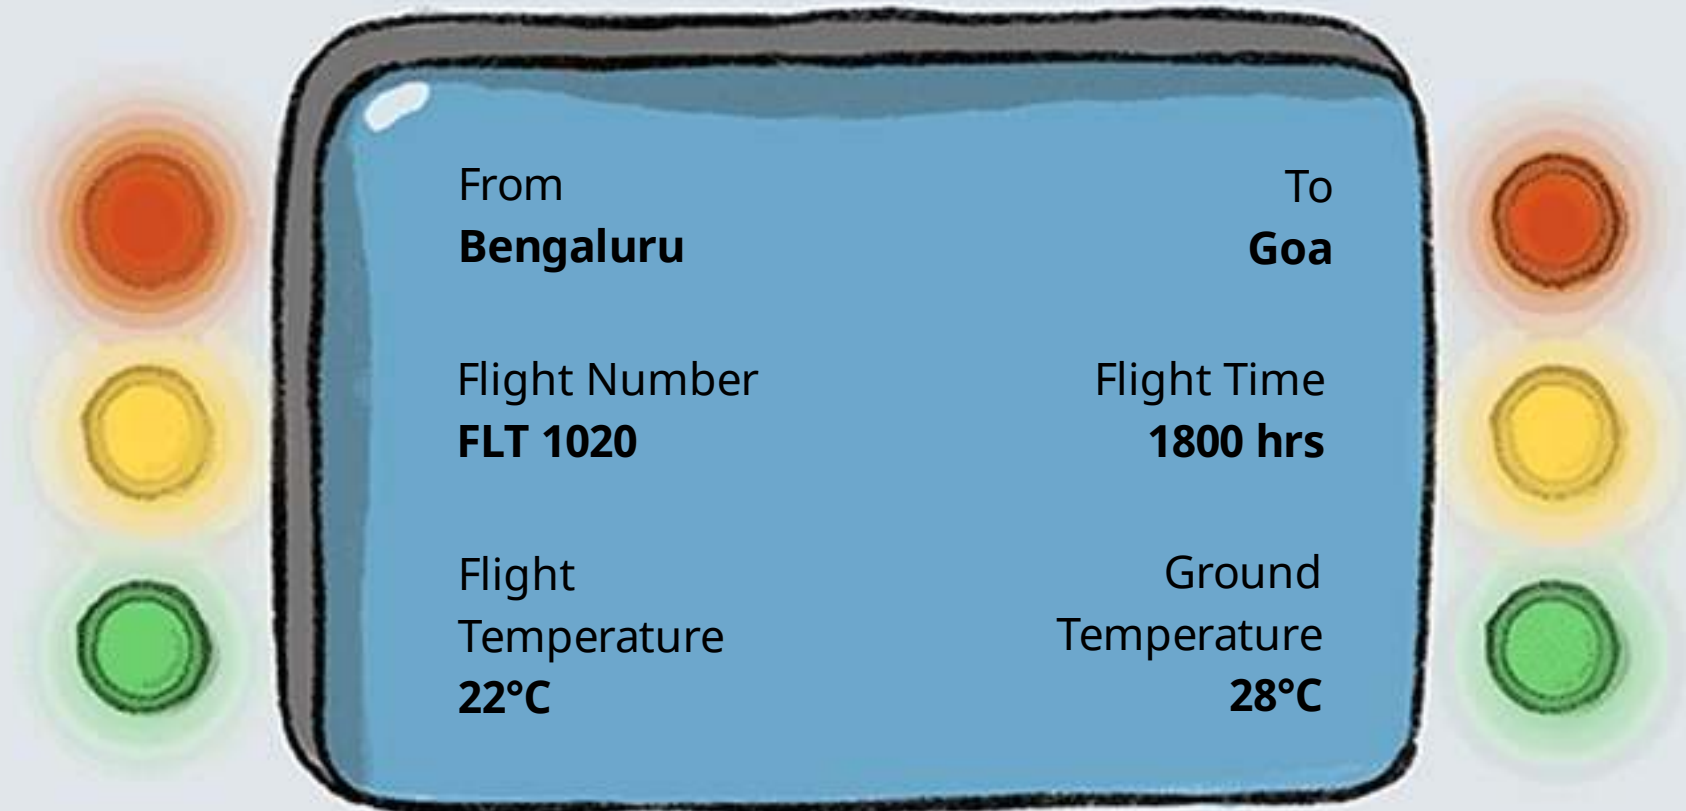 From
Bengaluru
To
Goa
Flight Number
FLT 1020
Flight Time
1800 hrs
Flight
Temperature
22°C
Ground
Temperature
28°C